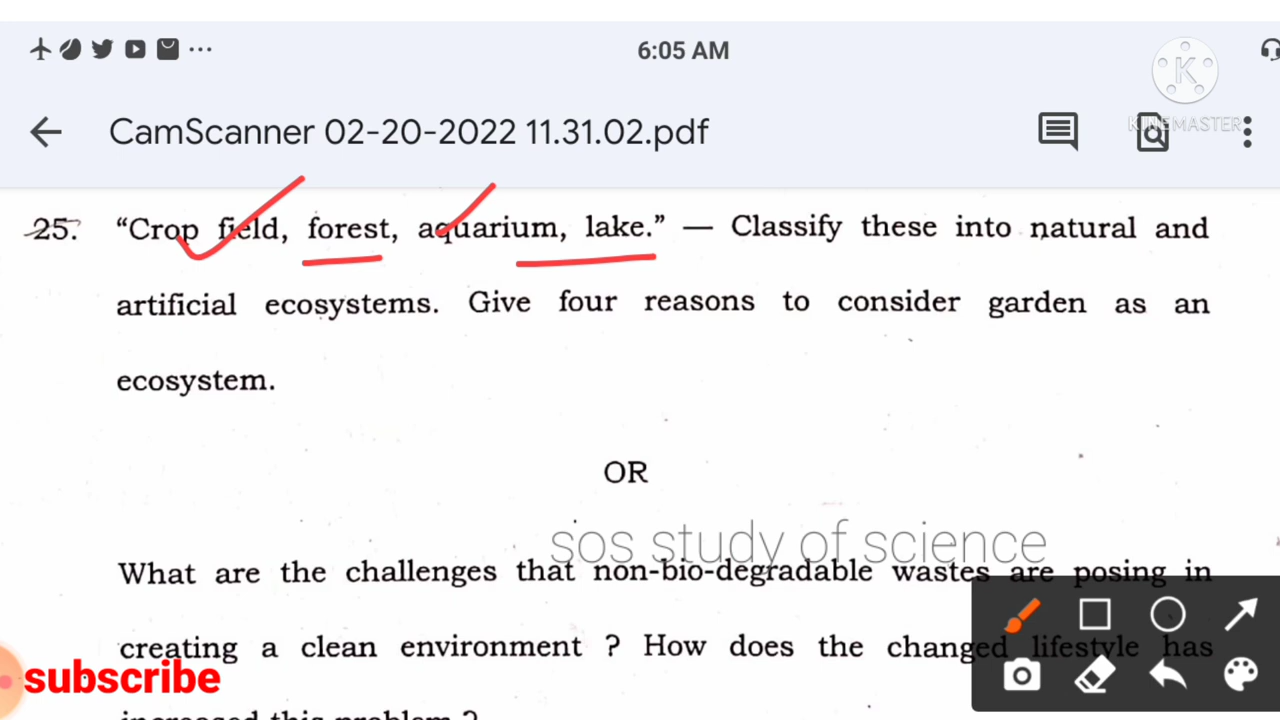 6:05 AM
CamScanner 02-20-2022 11.31.02.pdf
KINEMASTER
25. “Crop field, forest, aquarium, lake.” — Classify these into natural and
artificial ecosystems. Give four reasons to consider garden as an
ecosystem.
OR
sos study of science
What are the challenges that non-bio-degradable wastes are posing in
creating a clean environment ? How does the changed lifestyle has
subscribe
increased this problem ?